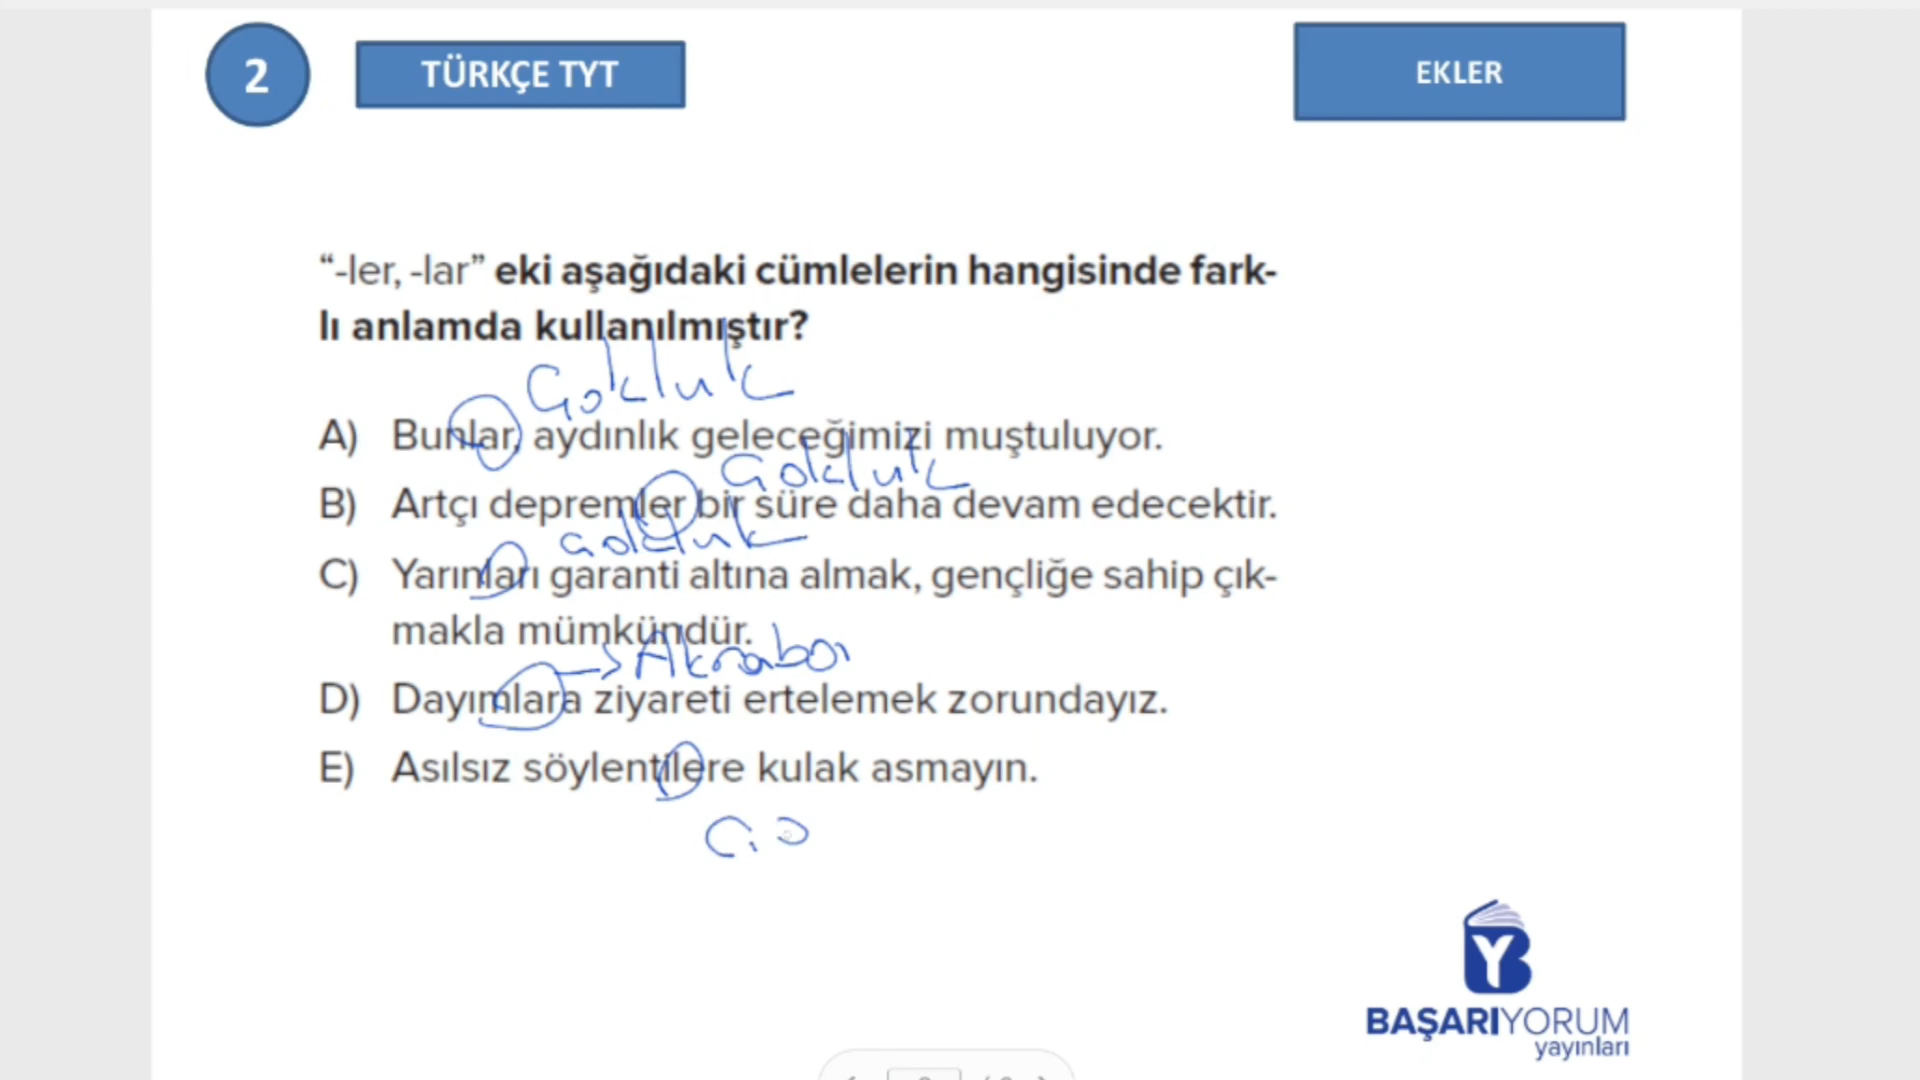 2
TÜRKÇE TYT
EKLER
“-ler, -lar” eki aşağıdaki cümlelerin hangisinde fark-
lı anlamda kullanılmıştır?
Çokluk
A) Bunlar, aydınlık geleceğimizi muştuluyor.
Çokluk
B) Artçı depremler bir süre daha devam edecektir.
Çokluk
C) Yarınları garanti altına almak, gençliğe sahip çık-
makla mümkündür.
→ Akraba
D) Dayımlara ziyareti ertelemek zorundayız.
E) Asılsız söylentilere kulak asmayın.
Ço
BAŞARIYORUM
yayınları